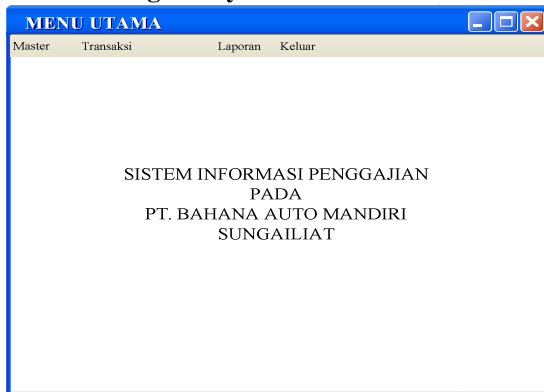 MENU UTAMA
Master Transaksi Laporan Keluar
SISTEM INFORMASI PENGGAJIAN
PADA
PT. BAHANA AUTO MANDIRI
SUNGAILIAT